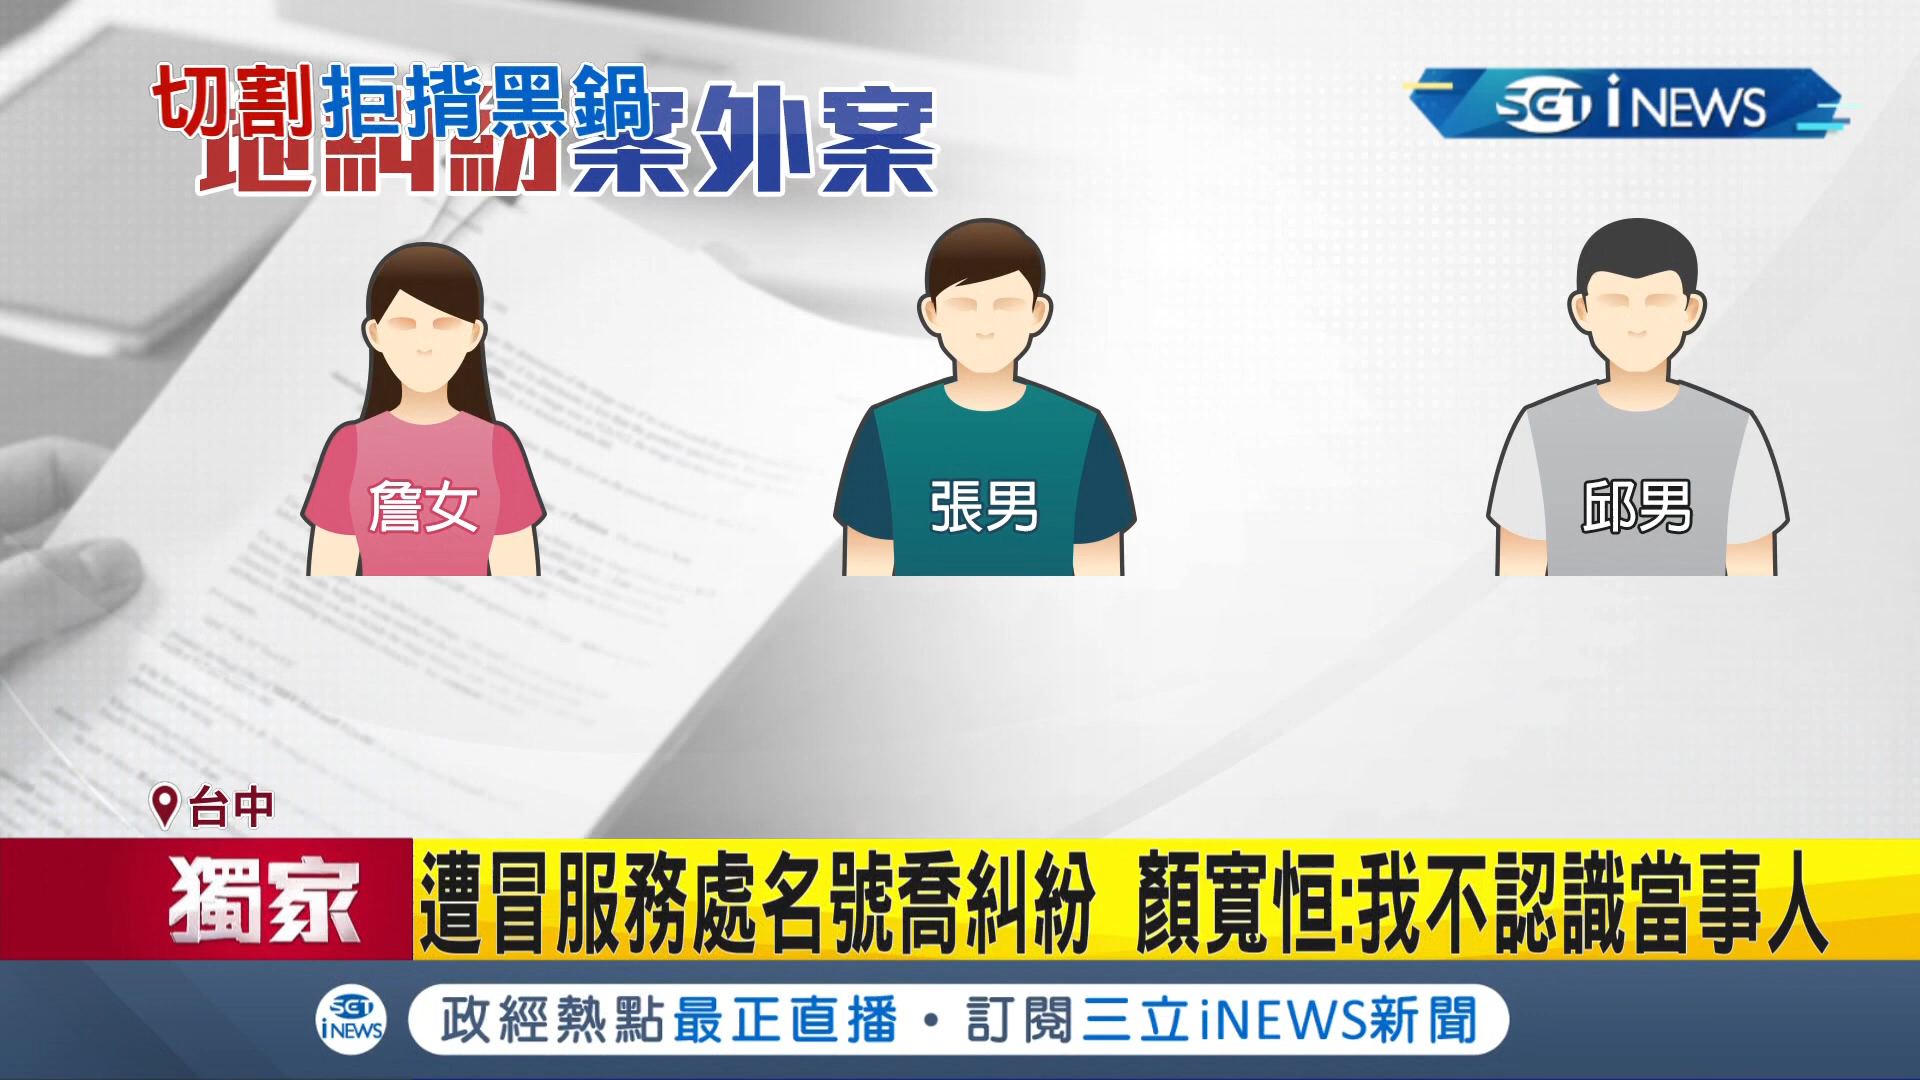 切割拒揹黑鍋
地糾紛案外案
SET iNEWS
詹女
張男
邱男
台中
獨家
遭冒服務處名號喬糾紛 顏寬恒:我不認識當事人
SET iNEWS
政經熱點最正直播・訂閱三立iNEWS新聞